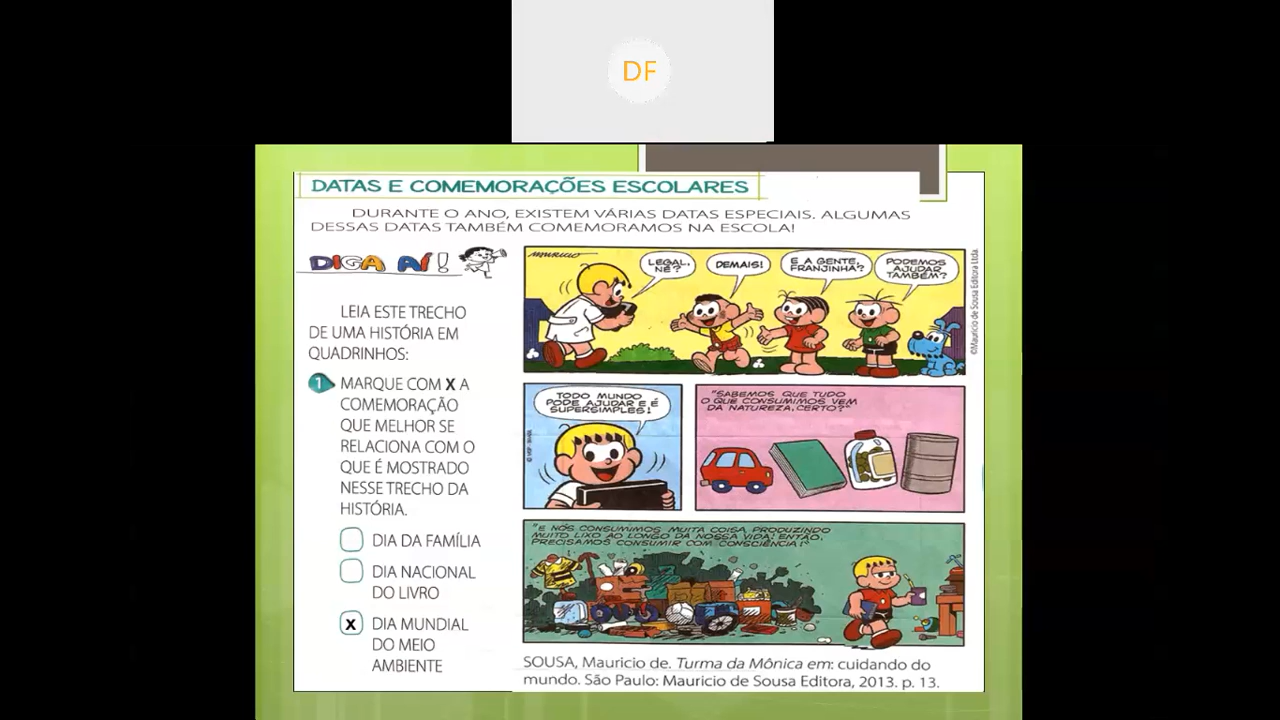 DF
DATAS E COMEMORAÇÕES ESCOLARES
DURANTE O ANO, EXISTEM VÁRIAS DATAS ESPECIAIS. ALGUMAS
DESSAS DATAS TAMBÉM COMEMORAMOS NA ESCOLA!
DIGA AÍ!
LEIA ESTE TRECHO
DE UMA HISTÓRIA EM
QUADRINHOS:
1 MARQUE COM X A
COMEMORAÇÃO
QUE MELHOR SE
RELACIONA COM O
QUE É MOSTRADO
NESSE TRECHO DA
HISTÓRIA.
DIA DA FAMÍLIA
DIA NACIONAL
DO LIVRO
x DIA MUNDIAL
DO MEIO
AMBIENTE
MAURICIO
LEGAL,
NÉ?
DEMAIS!
E A GENTE,
FRANJINHA?
PODEMOS
AJUDAR
TAMBÉM?
©Mauricio de Sousa Editora Ltda.
TODO MUNDO
PODE AJUDAR E É
SUPERSIMPLES!
"SABEMOS QUE TUDO
O QUE CONSUMIMOS VEM
DA NATUREZA, CERTO?"
"E NÓS CONSUMIMOS MUITA COISA, PRODUZINDO
MUITO LIXO AO LONGO DA NOSSA VIDA! ENTÃO,
PRECISAMOS CONSUMIR COM CONSCIÊNCIA!"
SOUSA, Mauricio de. Turma da Mônica em: cuidando do
mundo. São Paulo: Mauricio de Sousa Editora, 2013. p. 13.